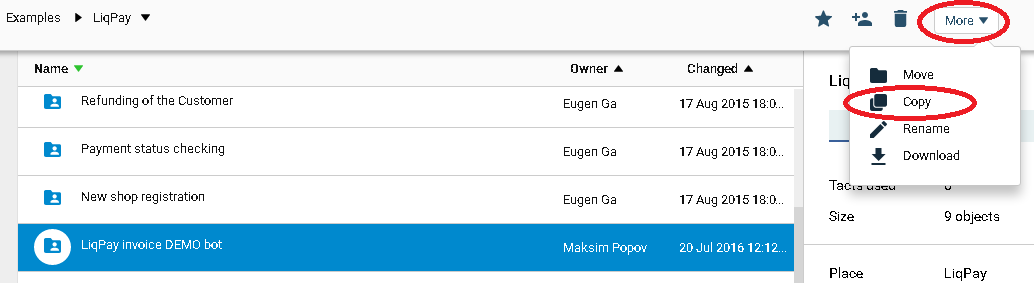 Examples LiqPay
More
Name Owner Changed
Refunding of the Customer Eugen Ga 17 Aug 2015 18:0...
Payment status checking Eugen Ga 17 Aug 2015 18:0...
New shop registration Eugen Ga 17 Aug 2015 18:0...
LiqPay invoice DEMO bot Maksim Popov 20 Jul 2016 12:12...
Move
Copy
Rename
Download
Tacts used
Size 9 objects
Place LiqPay